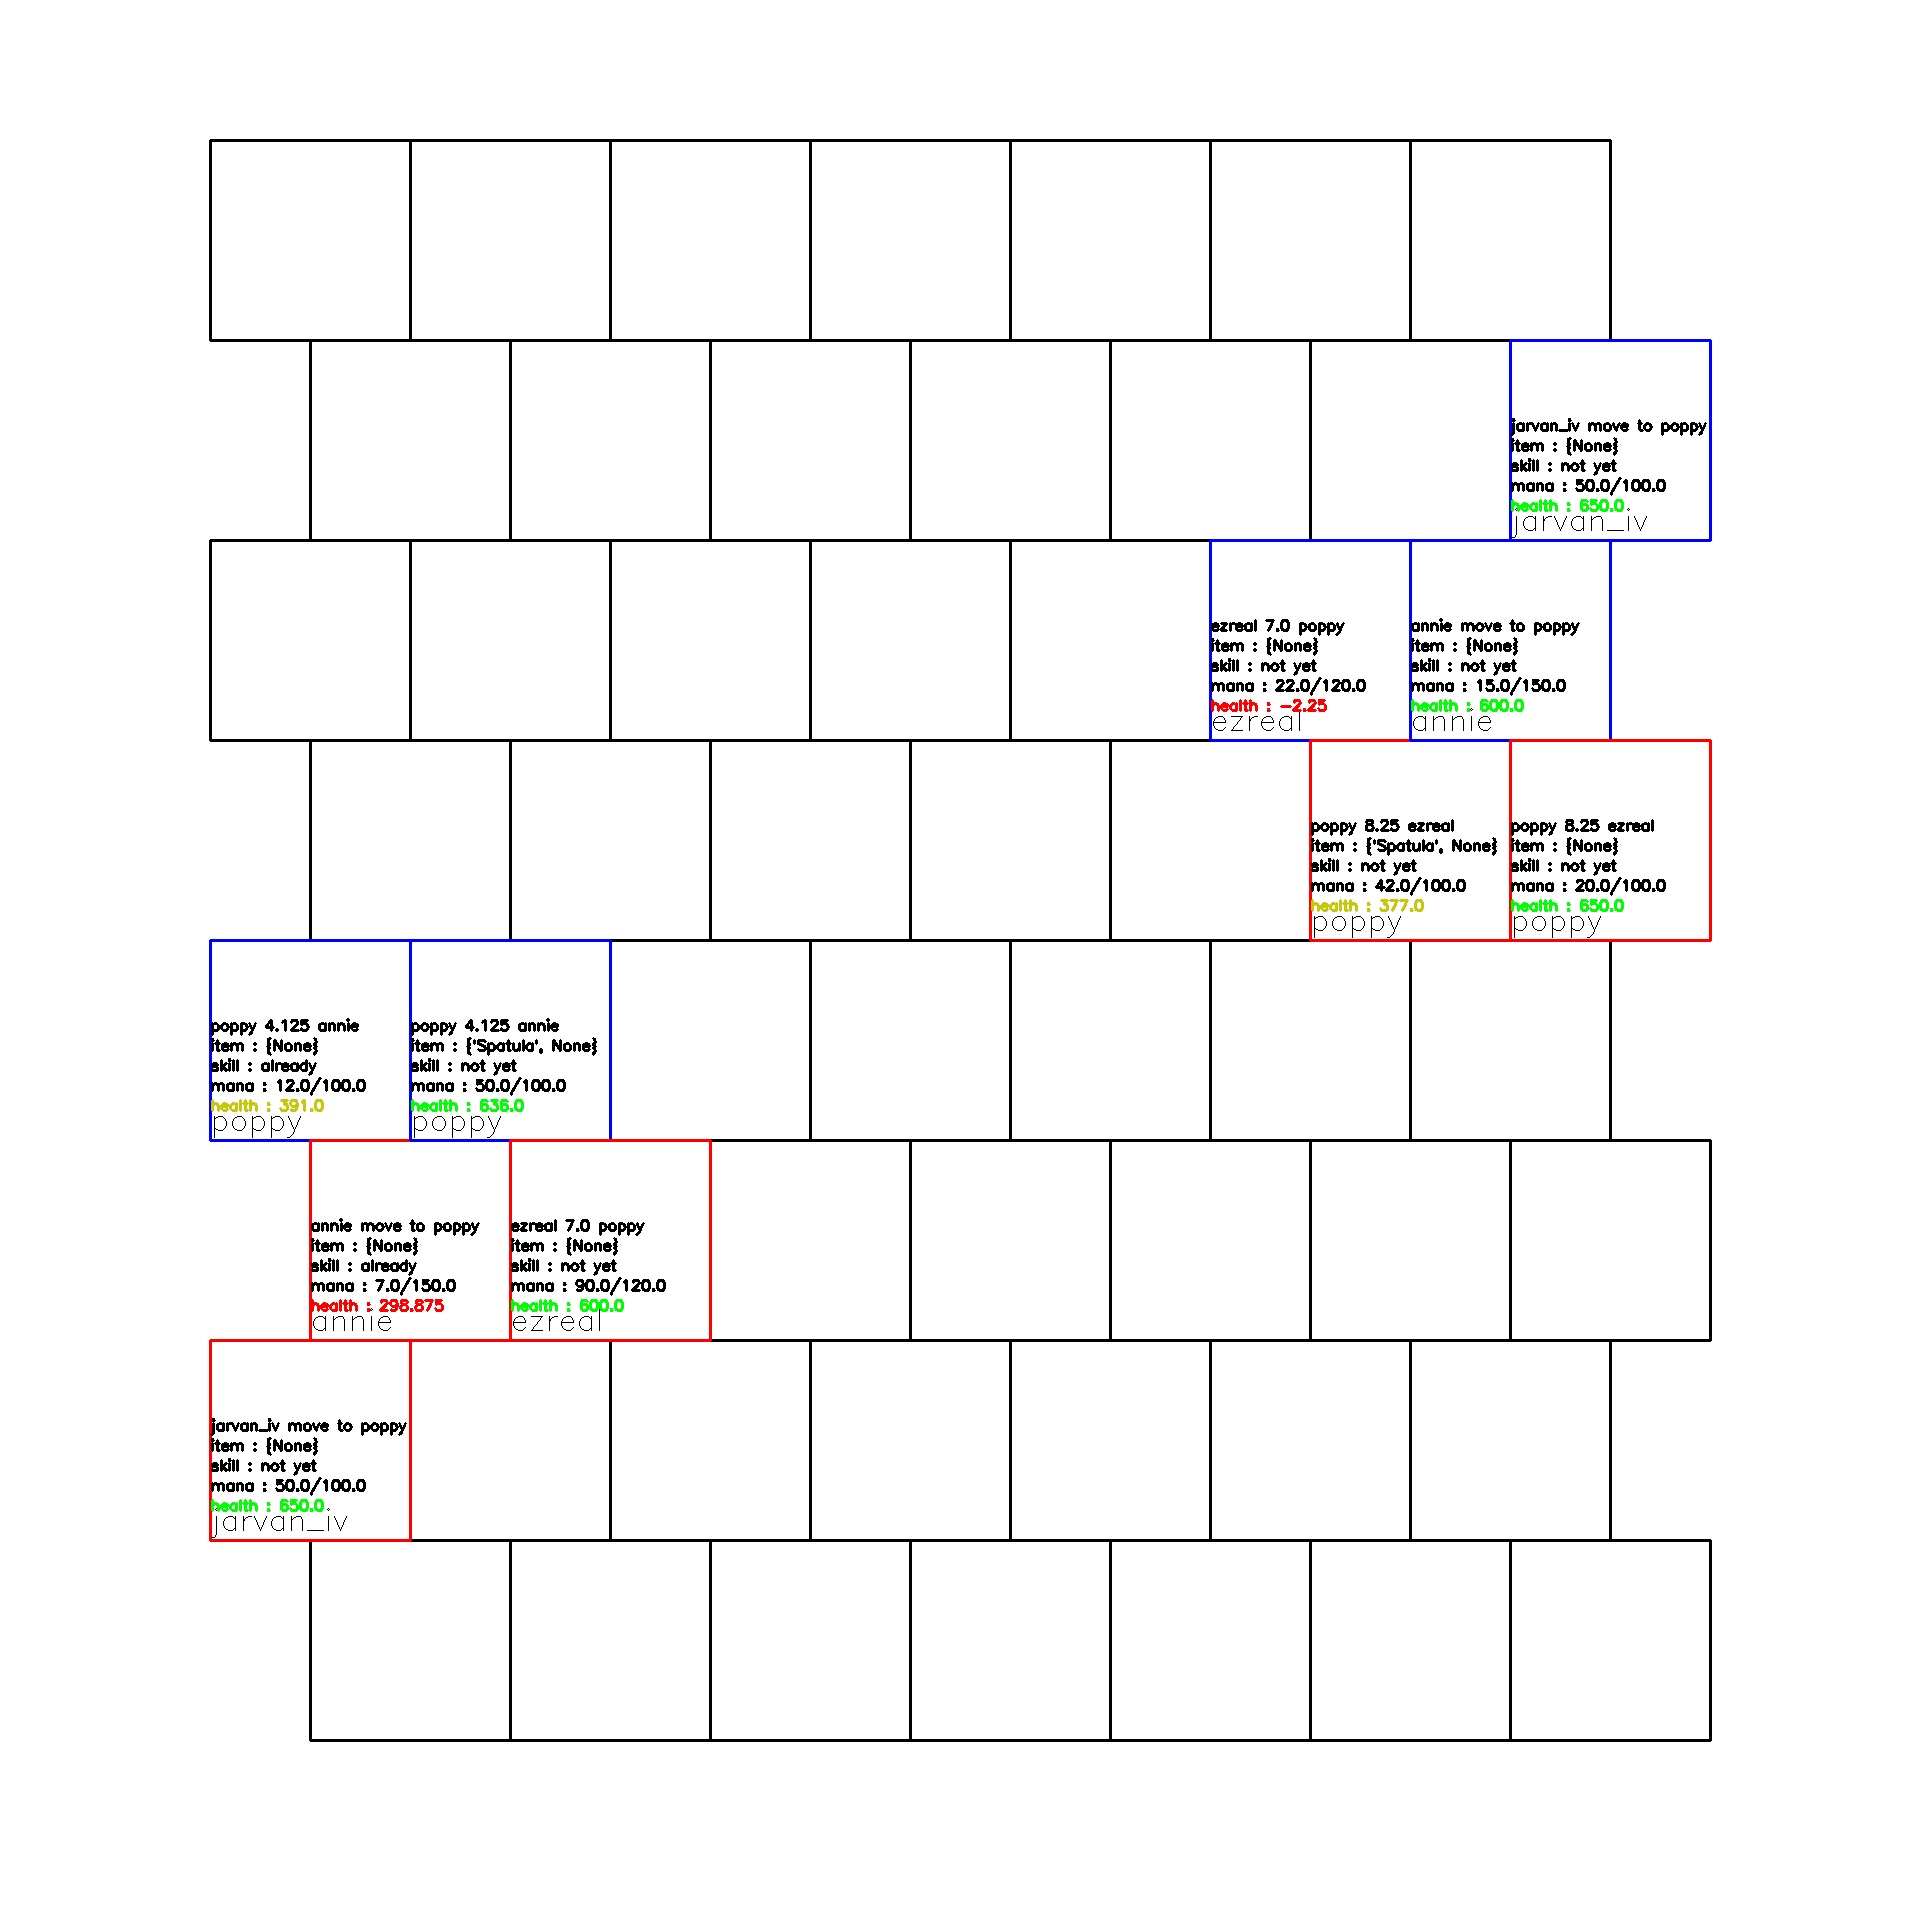 jarvan_iv move to poppy
item : {None}
skill : not yet
mana : 50.0/100.0
health : 650.0
jarvan_iv
ezreal 7.0 poppy
item : {None}
skill : not yet
mana : 22.0/120.0
health : -2.25
ezreal
annie move to poppy
item : {None}
skill : not yet
mana : 15.0/150.0
health : 600.0
annie
poppy 8.25 ezreal
item : {'Spatula', None}
skill : not yet
mana : 42.0/100.0
health : 377.0
poppy
poppy 8.25 ezreal
item : {None}
skill : not yet
mana : 20.0/100.0
health : 650.0
poppy
poppy 4.125 annie
item : {None}
skill : already
mana : 12.0/100.0
health : 391.0
poppy
poppy 4.125 annie
item : {'Spatula', None}
skill : not yet
mana : 50.0/100.0
health : 636.0
poppy
annie move to poppy
item : {None}
skill : already
mana : 7.0/150.0
health : 298.875
annie
ezreal 7.0 poppy
item : {None}
skill : not yet
mana : 90.0/120.0
health : 600.0
ezreal
jarvan_iv move to poppy
item : {None}
skill : not yet
mana : 50.0/100.0
health : 650.0
jarvan_iv